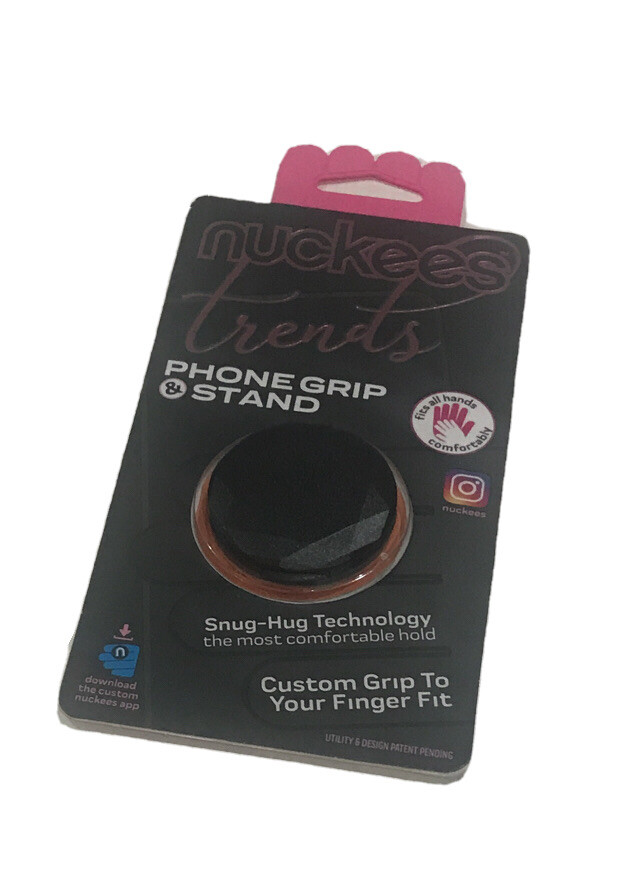 nuckees
trends
PHONE GRIP
& STAND
fits all hands
comfortably
nuckees
Snug-Hug Technology
the most comfortable hold
n
download
the custom
nuckees app
Custom Grip To
Your Finger Fit
UTILITY & DESIGN PATENT PENDING